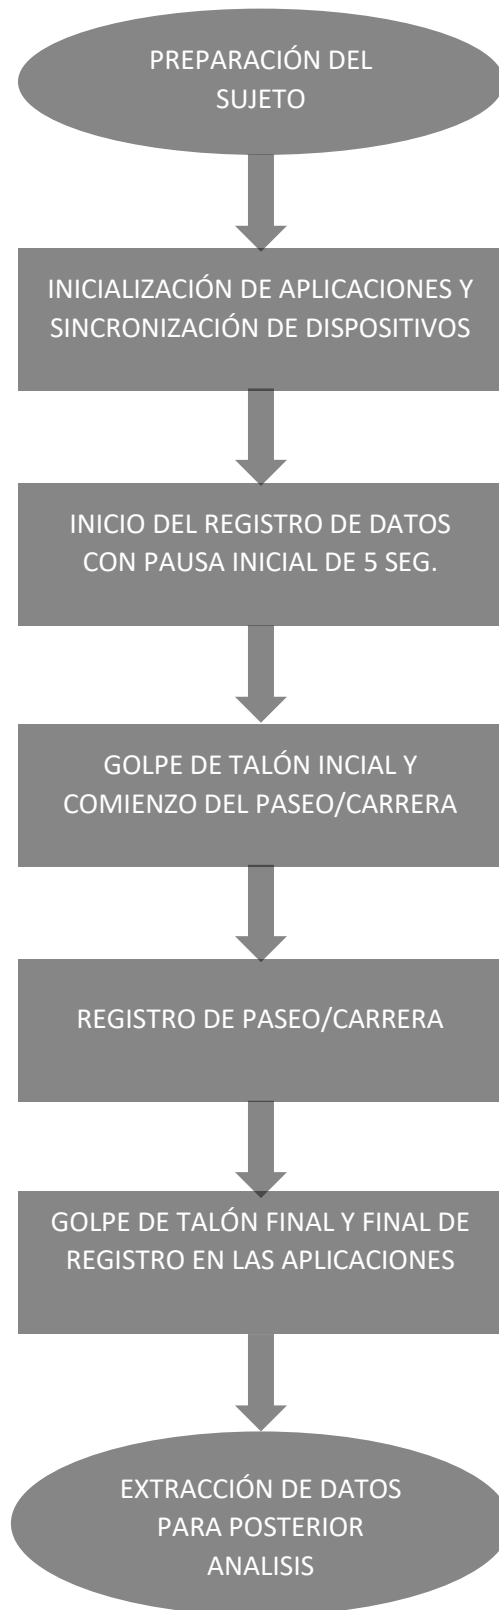 PREPARACIÓN DEL
SUJETO
INICIALIZACIÓN DE APLICACIONES Y
SINCRONIZACIÓN DE DISPOSITIVOS
INICIO DEL REGISTRO DE DATOS
CON PAUSA INICIAL DE 5 SEG.
GOLPE DE TALÓN INCIAL Y
COMIENZO DEL PASEO/CARRERA
REGISTRO DE PASEO/CARRERA
GOLPE DE TALÓN FINAL Y FINAL DE
REGISTRO EN LAS APLICACIONES
EXTRACCIÓN DE DATOS
PARA POSTERIOR
ANALISIS